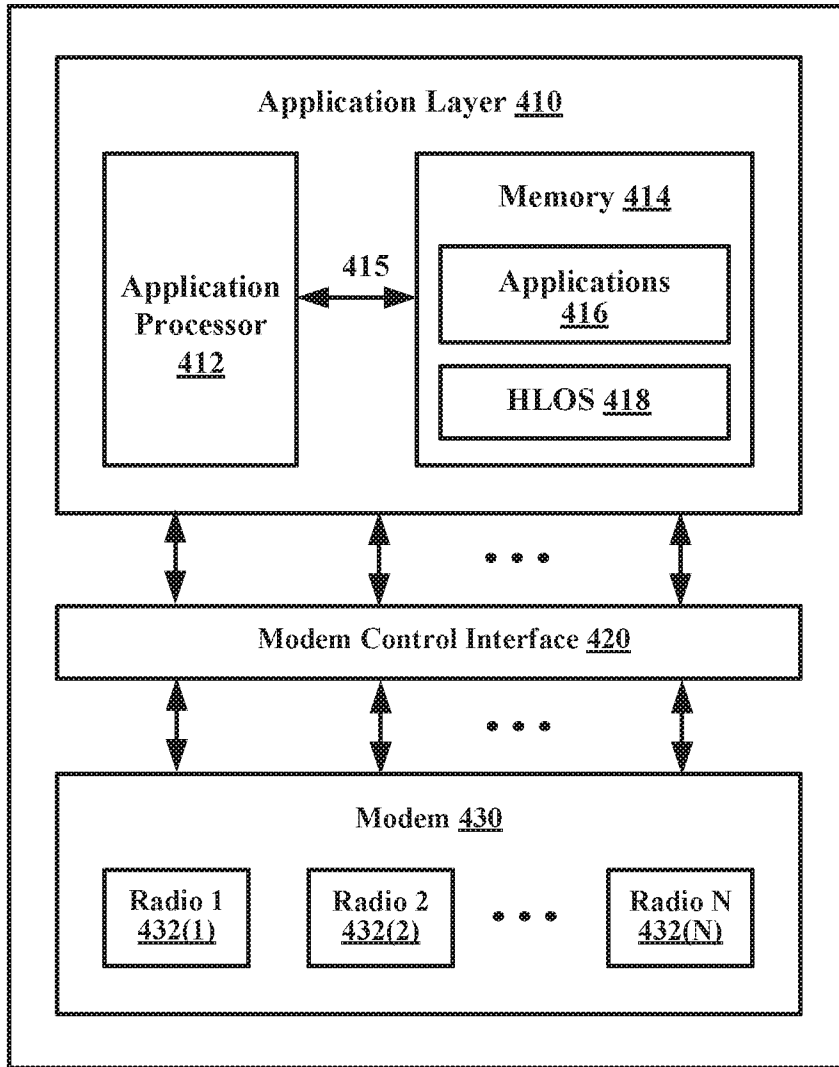 Application Layer 410
Memory 414
415
Application
Processor
412
Applications
416
HLOS 418
Modem Control Interface 420
Modem 430
Radio 1
432(1)
Radio 2
432(2)
Radio N
432(N)